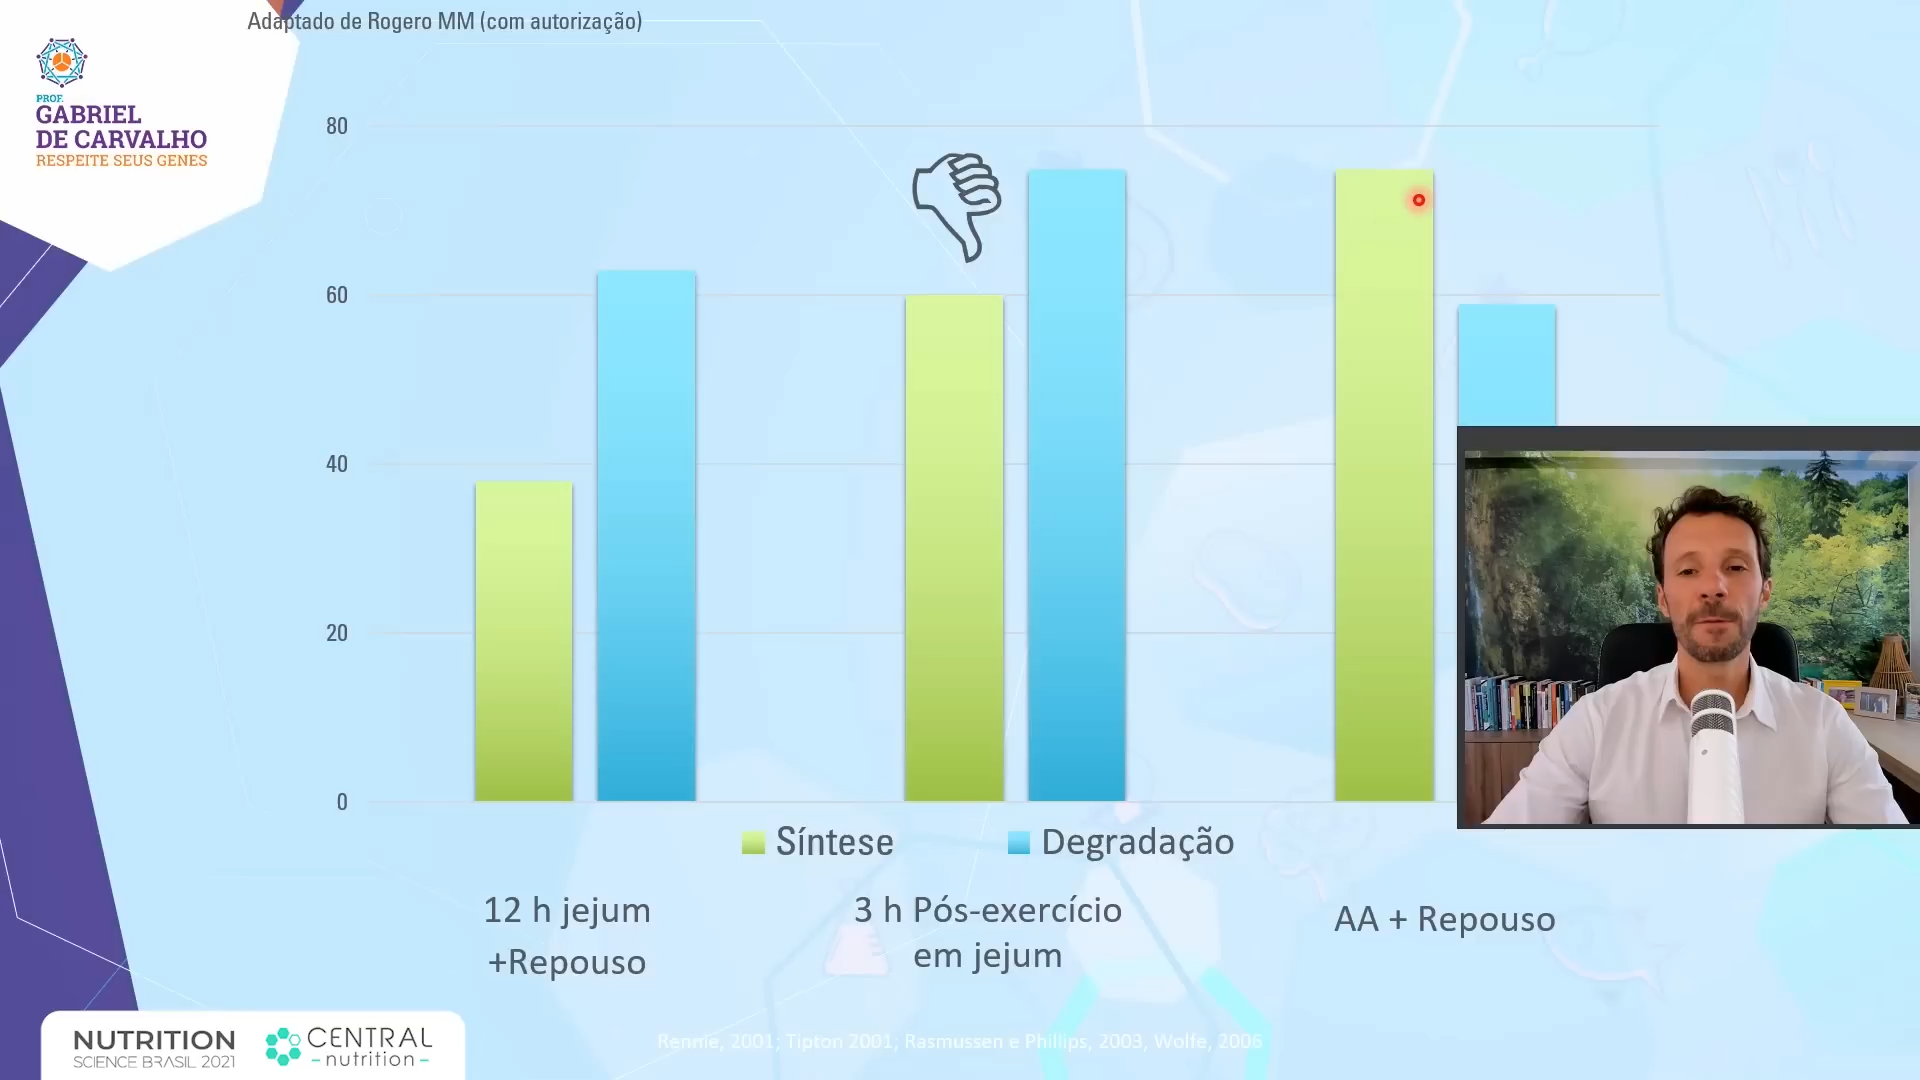 Adaptado de Rogero MM (com autorização)
PROF.
GABRIEL
DE CARVALHO
RESPEITE SEUS GENES
80
60
40
20
0
Síntese
Degradação
12 h jejum
+Repouso
3 h Pós-exercício
em jejum
AA + Repouso
NUTRITION
SCIENCE BRASIL 2021
CENTRAL
nutrition
Rennie, 2001; Tipton 2001; Rasmussen e Phillips, 2003, Wolfe, 2006